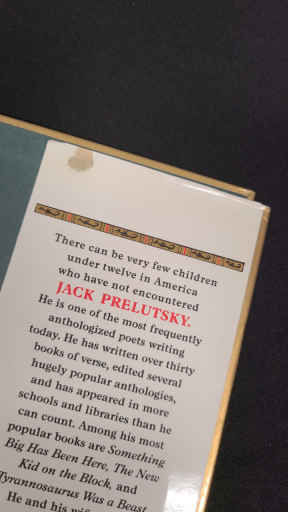 There can be very few children
under twelve in America
who have not encountered
JACK PRELUTSKY.
He is one of the most frequently
anthologized poets writing
today. He has written over thirty
books of verse, edited several
hugely popular anthologies,
and has appeared in more
schools and libraries than he
can count. Among his most
popular books are Something
Big Has Been Here, The New
Kid on the Block, and
Tyrannosaurus Was a Beast
He and his